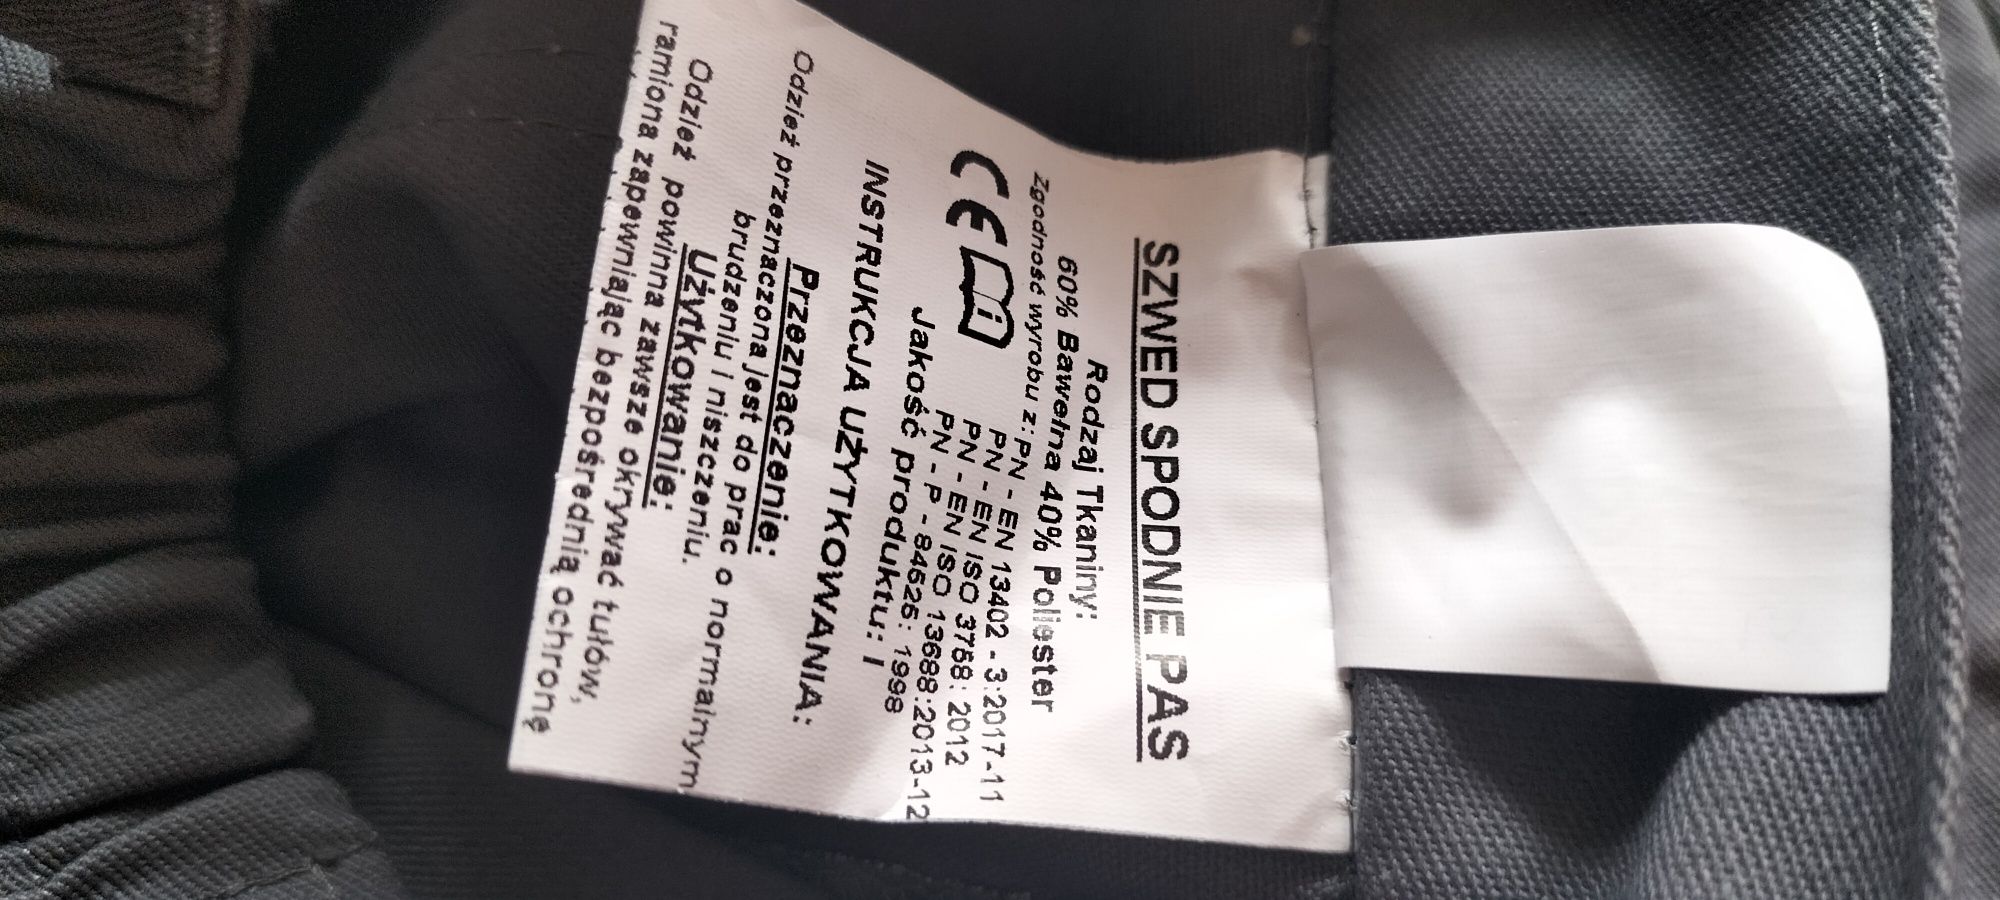 SZWED SPODNIE PAS
Rodzaj Tkaniny:
60% Bawełna 40% Poliester
Zgodność wyrobu z: PN - EN 13402 - 3:2017-11
PN - EN ISO 3758: 2012
PN - EN ISO 13688:2013-12
PN - P - 84525: 1998
CE i
Jakość produktu: I
INSTRUKCJA UŻYTKOWANIA:
Przeznaczenie:
Odzież przeznaczona jest do prac o normalnym
brudzeniu i niszczeniu.
Użytkowanie:
Odzież powinna zawsze okrywać tułów,
ramiona zapewniając bezpośrednią ochronę